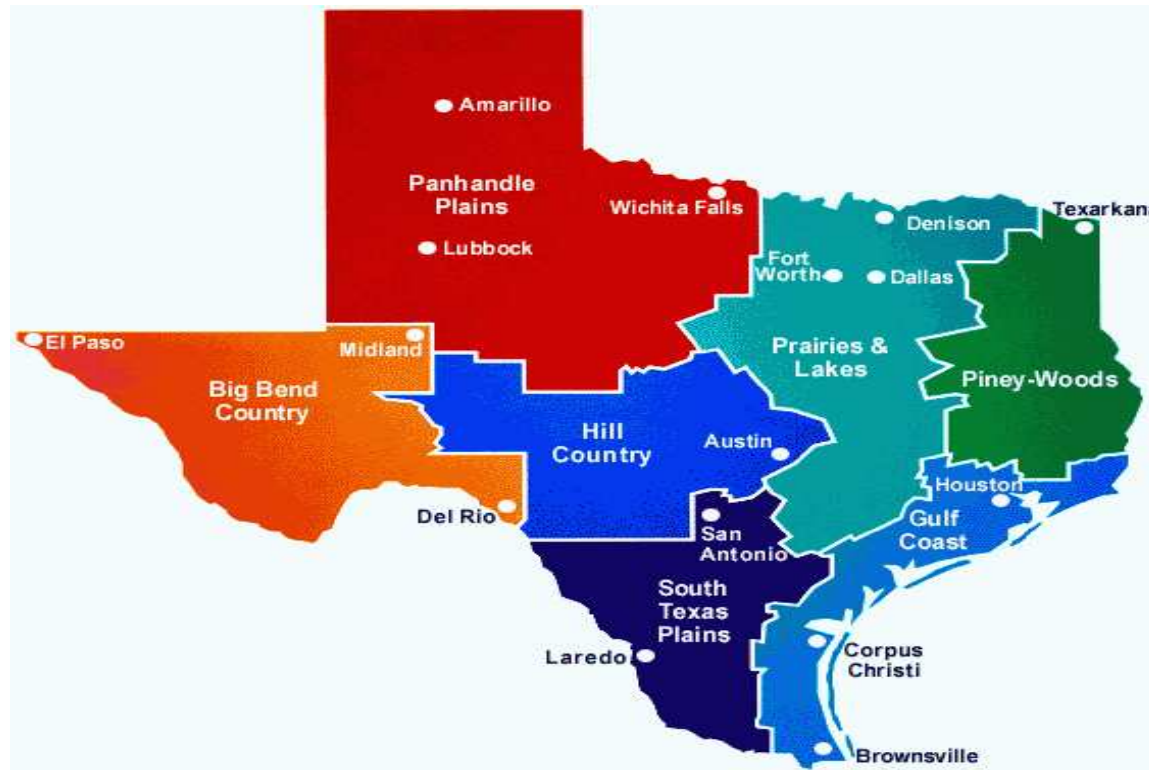 Amarillo
Panhandle
Plains
Wichita Falls
Lubbock
Denison
Texarkana
Fort
Worth
Dallas
El Paso
Midland
Prairies &
Lakes
Piney-Woods
Big Bend
Country
Hill
Country
Austin
Houston
Del Rio
Gulf
Coast
San
Antonio
South
Texas
Plains
Laredo
Corpus
Christi
Brownsville